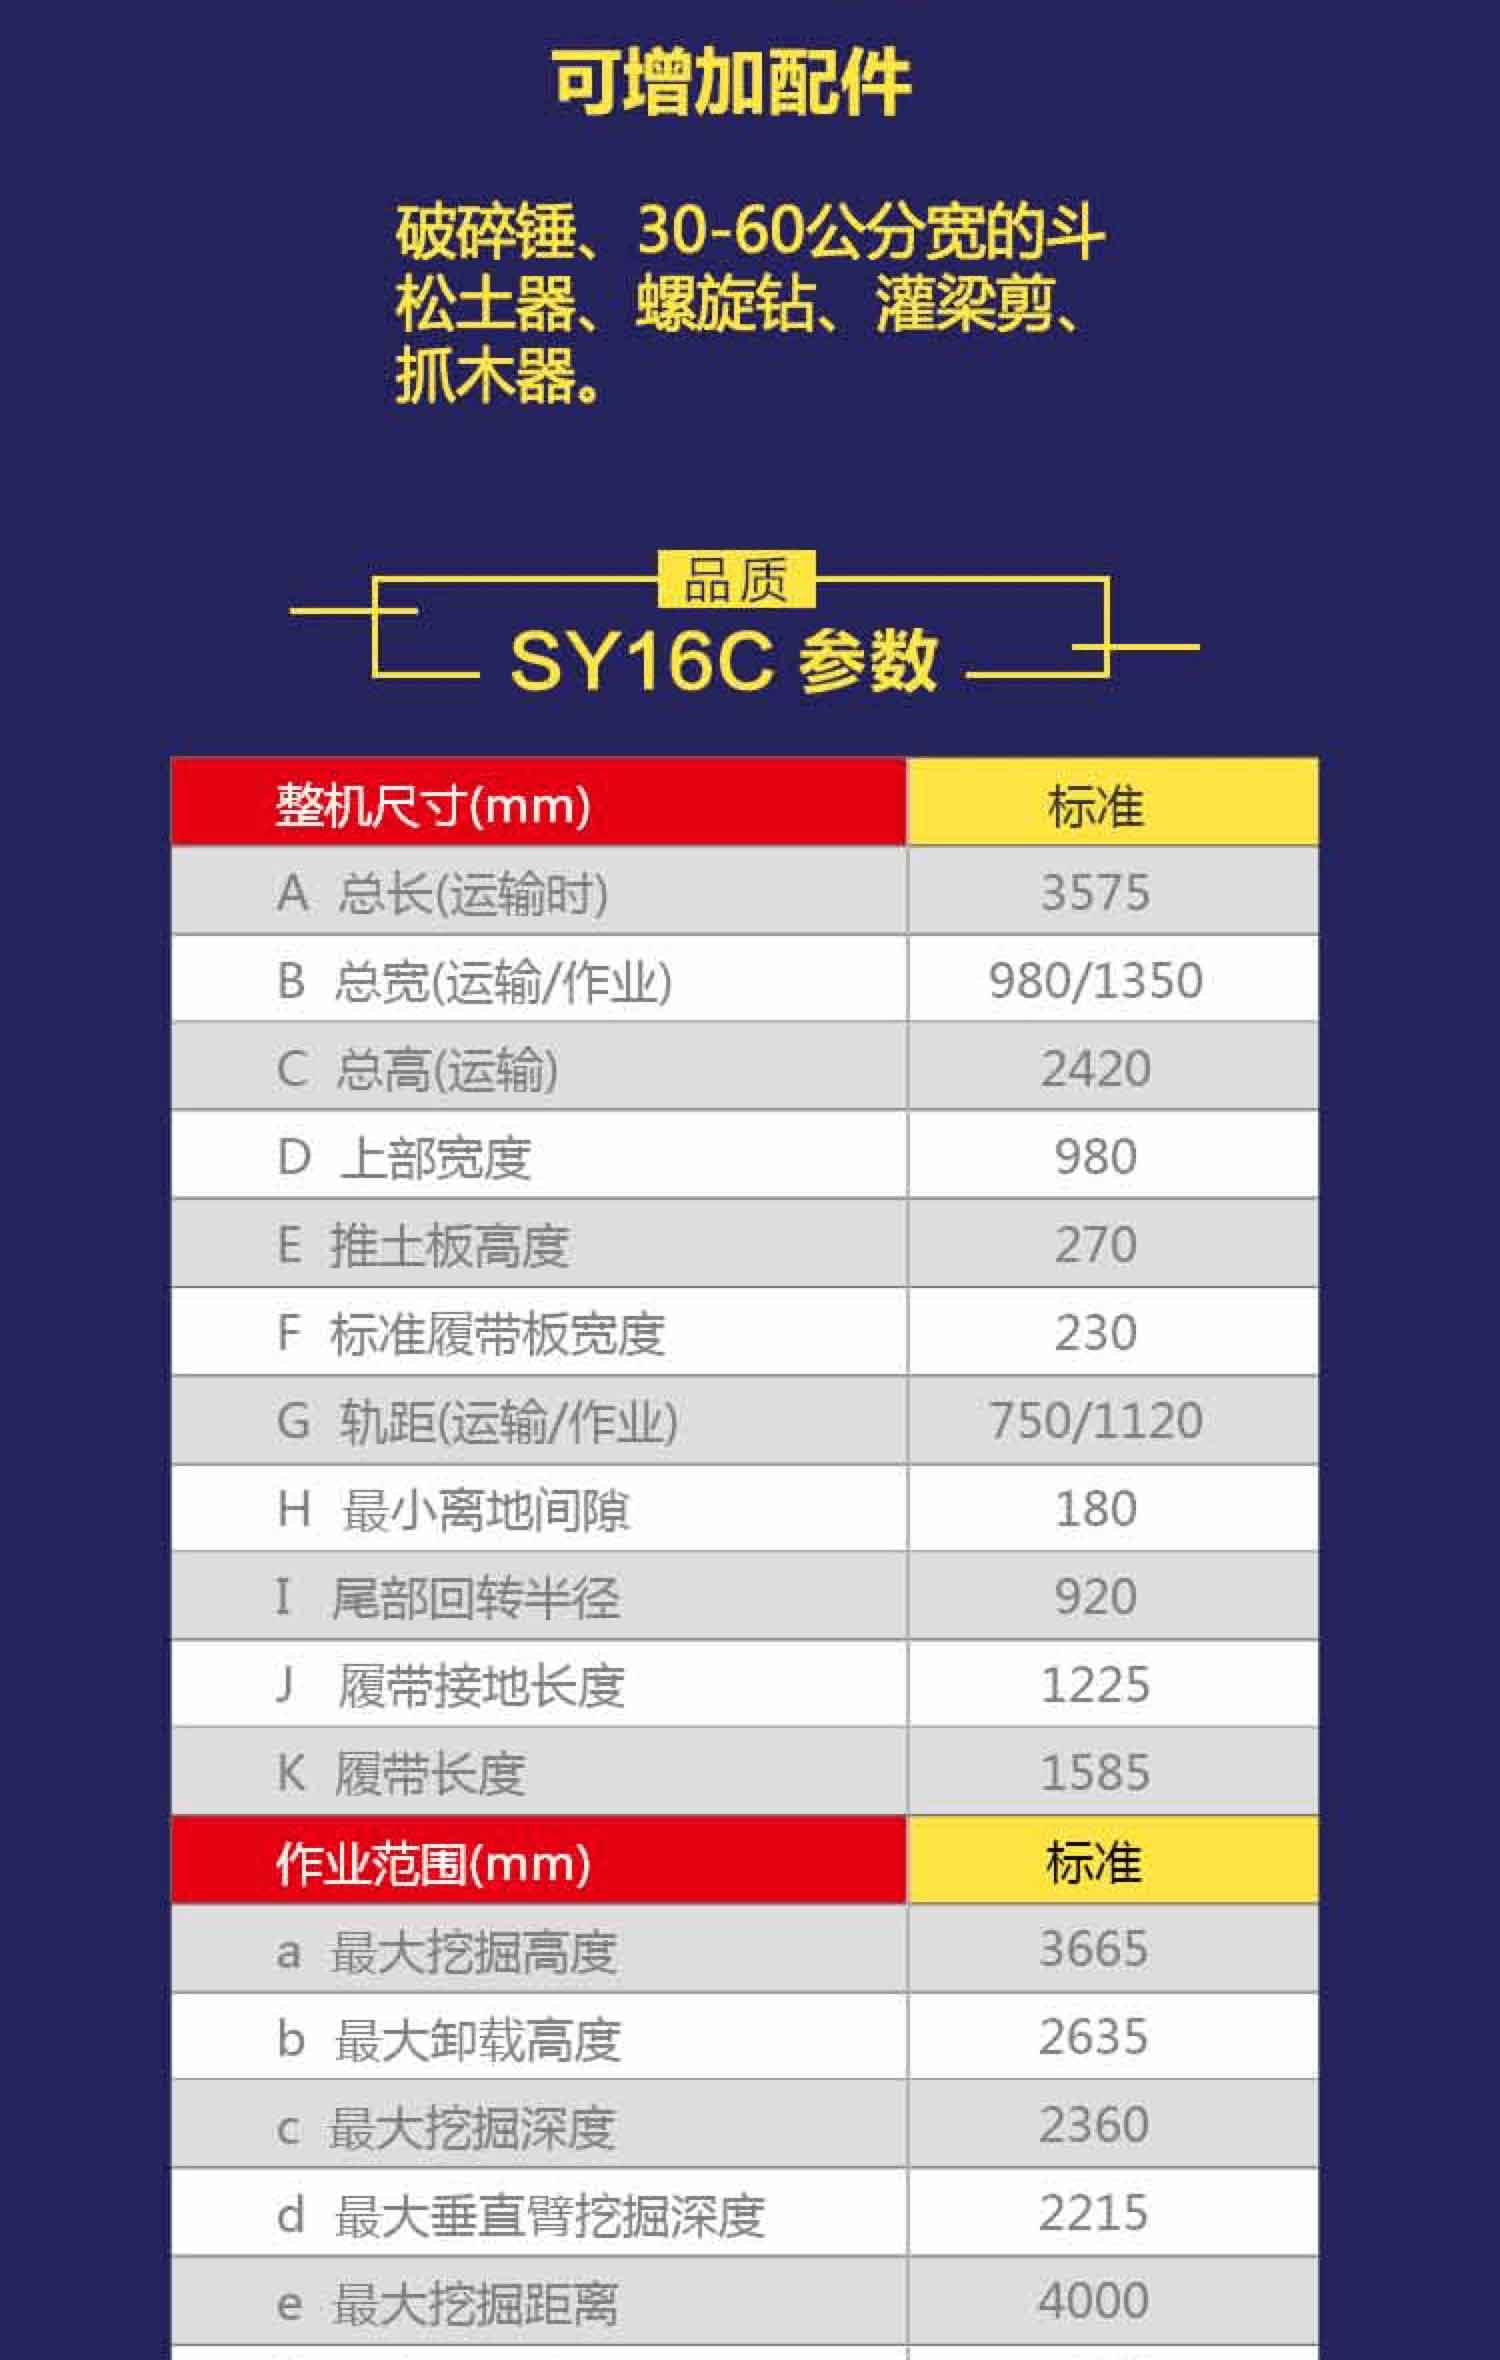 可增加配件
破碎锤、30-60公分宽的斗
松土器、螺旋钻、灌梁剪、
抓木器。
品质
SY16C 参数
整机尺寸(mm) 标准
A 总长(运输时) 3575
B 总宽(运输/作业) 980/1350
C 总高(运输) 2420
D 上部宽度 980
E 推土板高度 270
F 标准履带板宽度 230
G 轨距(运输/作业) 750/1120
H 最小离地间隙 180
I 尾部回转半径 920
J 履带接地长度 1225
K 履带长度 1585
作业范围(mm) 标准
a 最大挖掘高度 3665
b 最大卸载高度 2635
c 最大挖掘深度 2360
d 最大垂直臂挖掘深度 2215
e 最大挖掘距离 4000